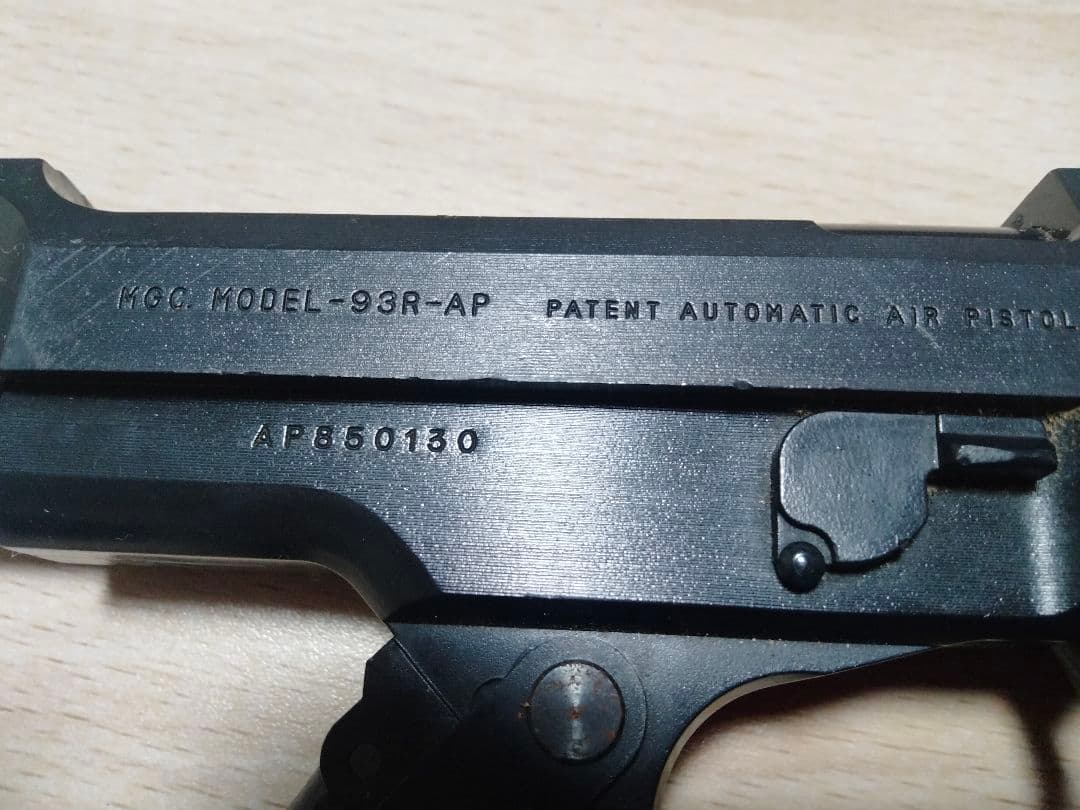 MGC. MODEL-93R-AP PATENT AUTOMATIC AIR PISTOL
AP850130